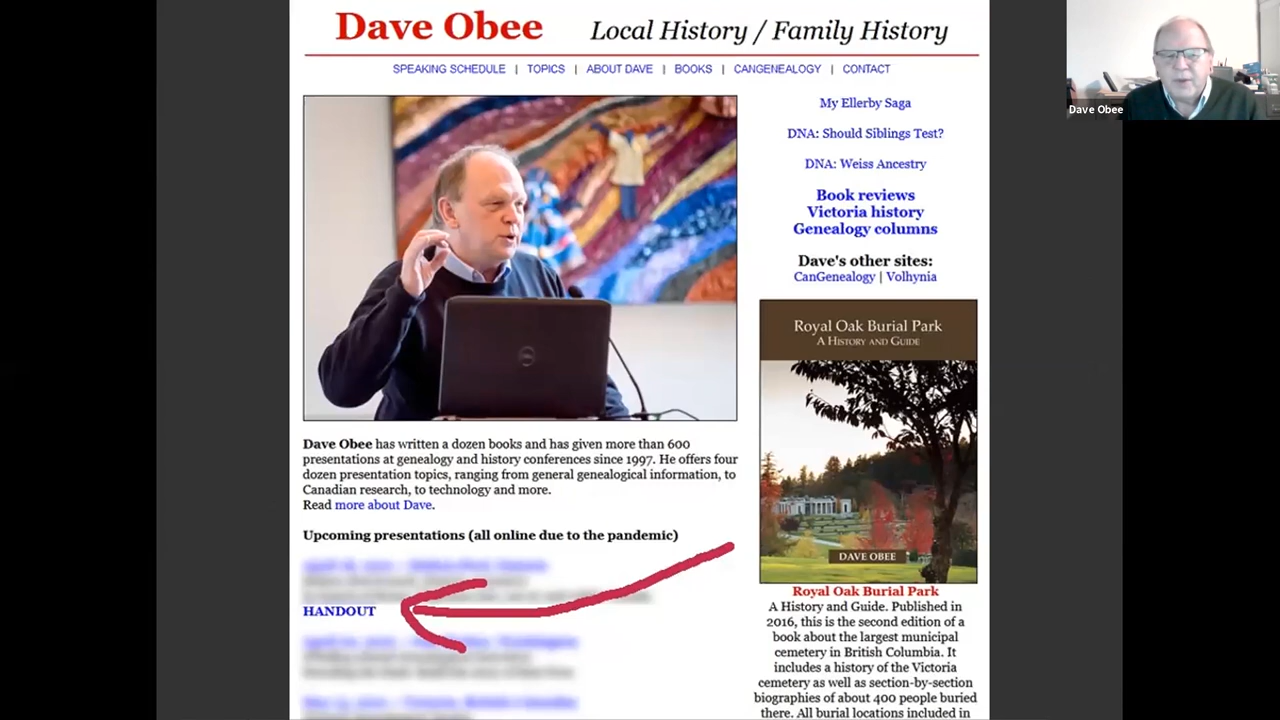 Dave Obee
Local History / Family History
SPEAKING SCHEDULE | TOPICS | ABOUT DAVE | BOOKS | CANGENEALOGY | CONTACT
Dave Obee has written a dozen books and has given more than 600
presentations at genealogy and history conferences since 1997. He offers four
dozen presentation topics, ranging from general genealogical information, to
Canadian research, to technology and more.
Read more about Dave.
Upcoming presentations (all online due to the pandemic)
HANDOUT
My Ellerby Saga
DNA: Should Siblings Test?
DNA: Weiss Ancestry
Book reviews
Victoria history
Genealogy columns
Dave's other sites:
CanGenealogy | Volhynia
Royal Oak Burial Park
A History and Guide
DAVE OBEE
Royal Oak Burial Park
A History and Guide. Published in
2016, this is the second edition of a
book about the largest municipal
cemetery in British Columbia. It
includes a history of the Victoria
cemetery as well as section-by-section
biographies of about 400 people buried
there. All burial locations included in
Dave Obee